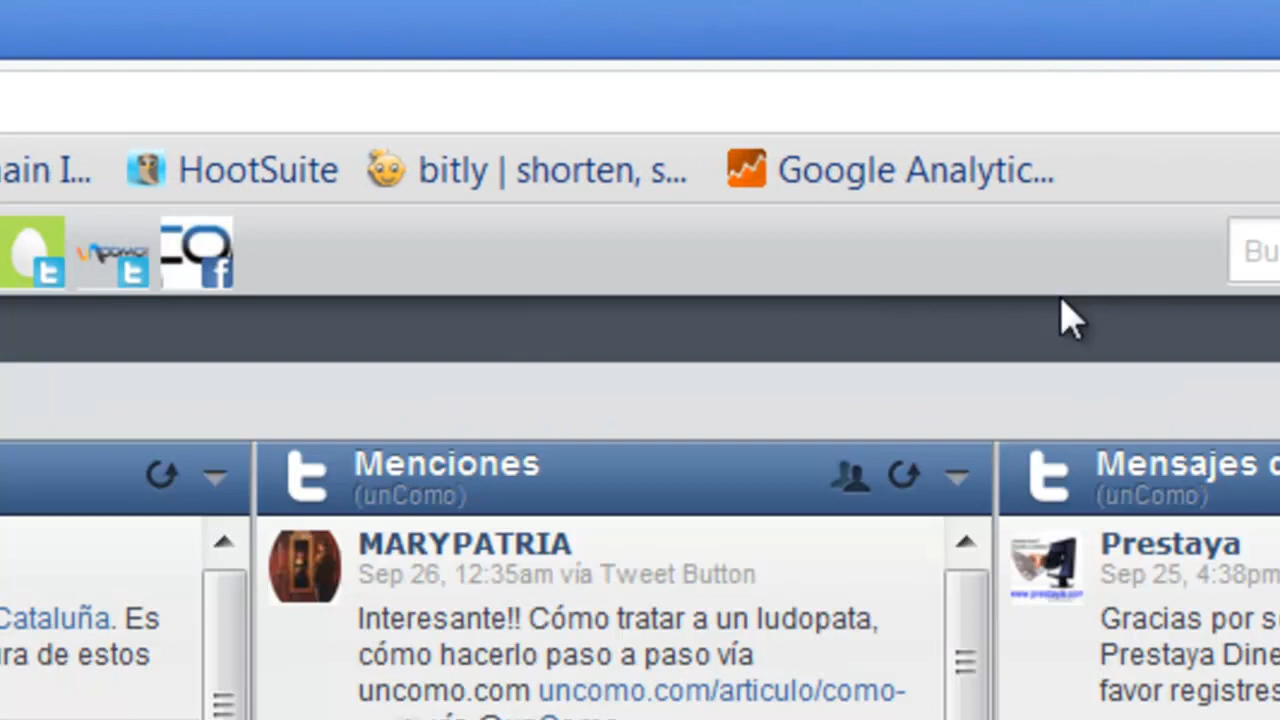 ain I... HootSuite bitly | shorten, s... Google Analytic...
Bu
Menciones
(unComo)
Mensajes
(unComo)
Cataluña. Es
ra de estos
MARYPATRIA
Sep 26, 12:35am vía Tweet Button
Interesante!! Cómo tratar a un ludopata,
cómo hacerlo paso a paso vía
uncomo.com uncomo.com/articulo/como-
Prestaya
Sep 25, 4:38pm
Gracias por s
Prestaya Dine
favor registres